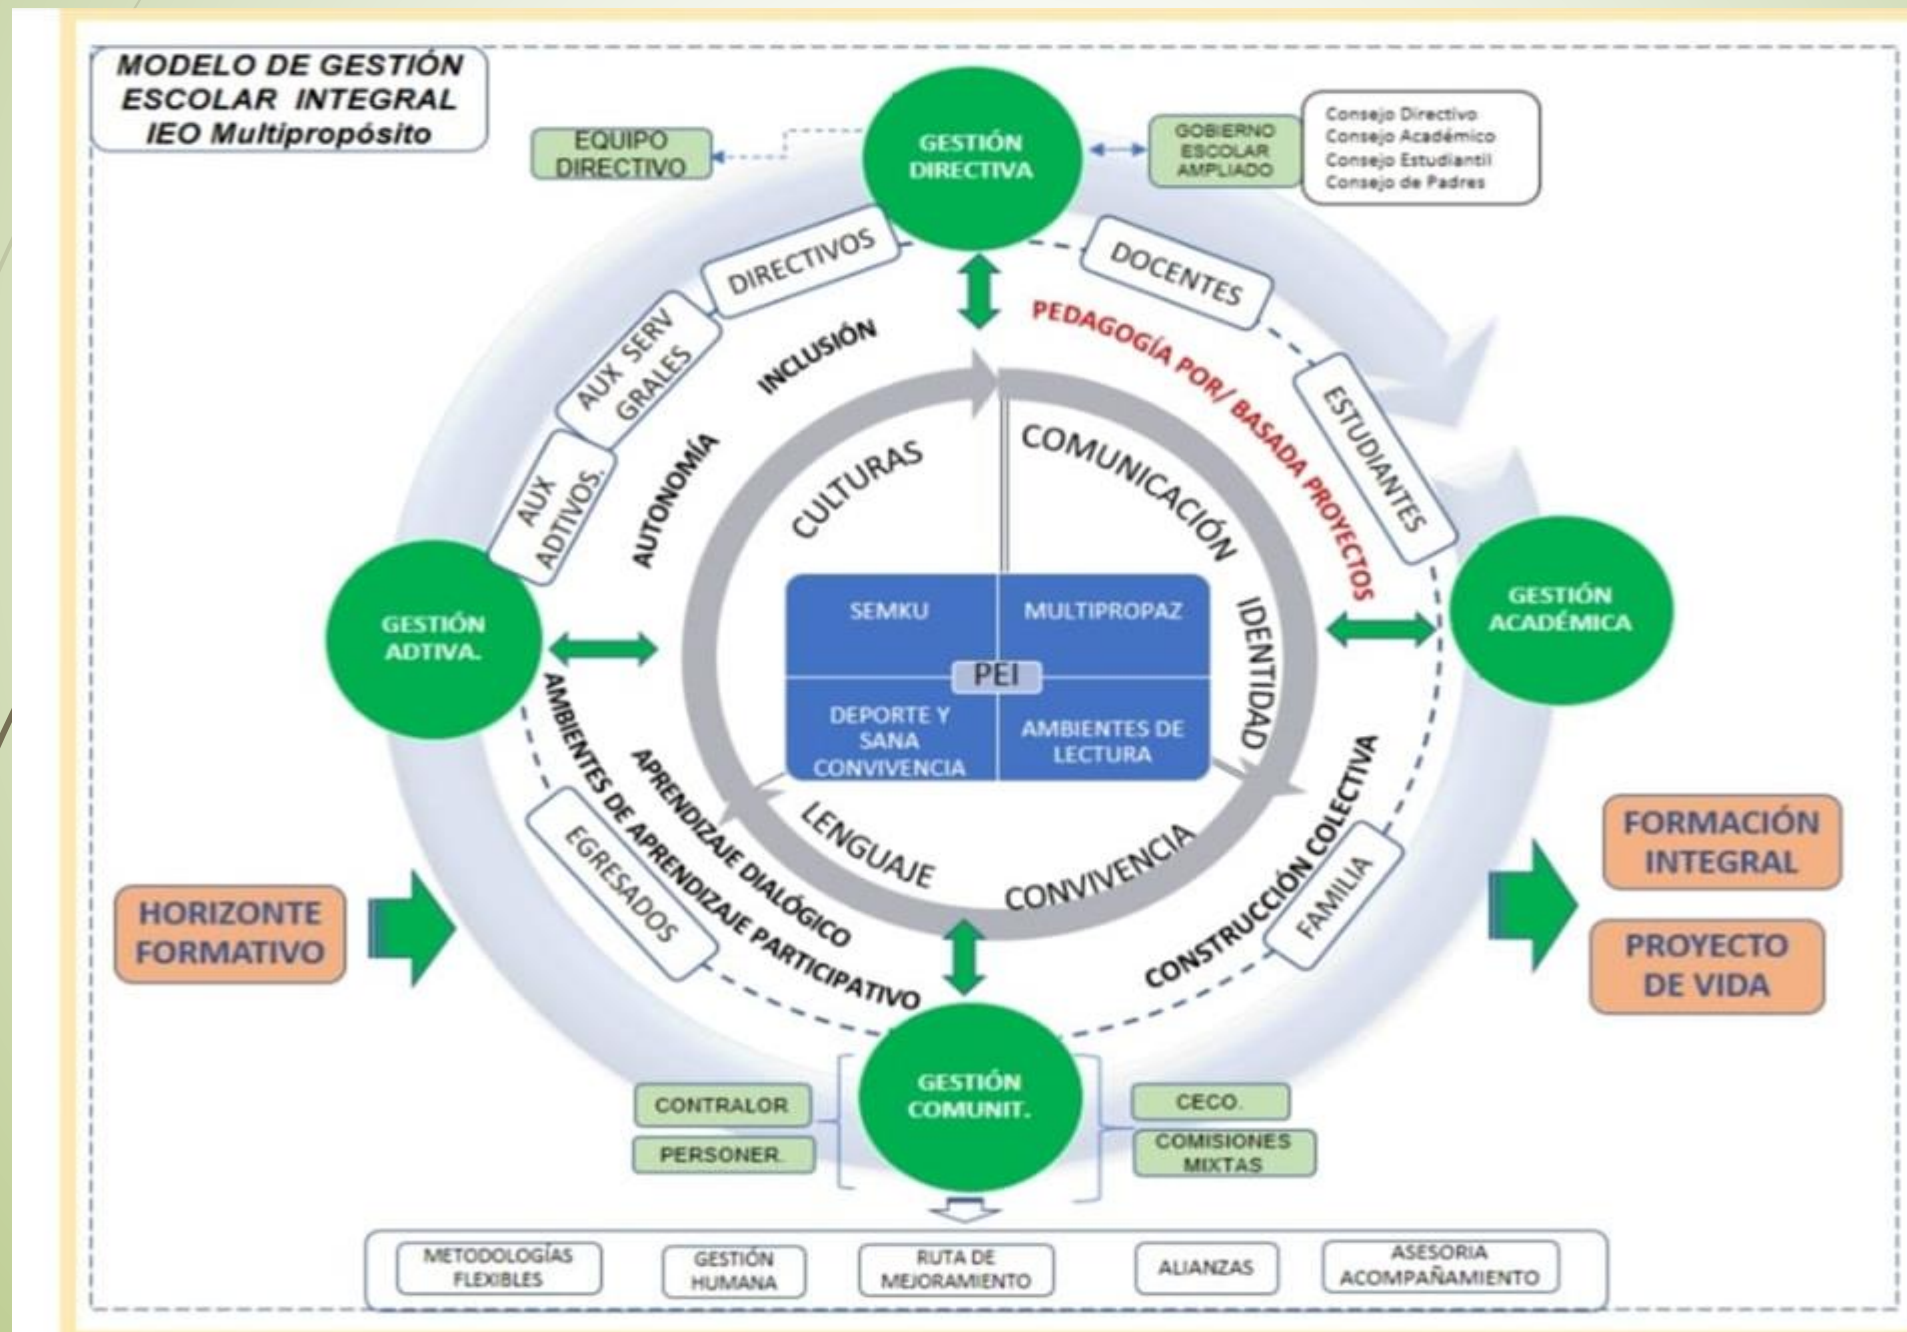 MODELO DE GESTIÓN
ESCOLAR INTEGRAL
IEO Multipropósito
EQUIPO
DIRECTIVO
GESTIÓN
DIRECTIVA
GOBIERNO
ESCOLAR
AMPLIADO
Consejo Directivo
Consejo Académico
Consejo Estudiantil
Consejo de Padres
DIRECTIVOS
DOCENTES
AUX SERV
GRALES
ESTUDIANTES
AUX
ADTIVOS.
INCLUSIÓN
AUTONOMÍA
PEDAGOGÍA POR/ BASADA PROYECTOS
CULTURAS
COMUNICACIÓN
IDENTIDAD
GESTIÓN
ADTIVA.
GESTIÓN
ACADÉMICA
SEMKU
MULTIPROPAZ
PEI
DEPORTE Y
SANA
CONVIVENCIA
AMBIENTES DE
LECTURA
LENGUAJE
CONVIVENCIA
APRENDIZAJE DIALÓGICO
AMBIENTES DE APRENDIZAJE PARTICIPATIVO
CONSTRUCCIÓN COLECTIVA
EGRESADOS
FAMILIA
HORIZONTE
FORMATIVO
FORMACIÓN
INTEGRAL
PROYECTO
DE VIDA
GESTIÓN
COMUNIT.
CONTRALOR
PERSONER.
CECO.
COMISIONES
MIXTAS
METODOLOGÍAS
FLEXIBLES
GESTIÓN
HUMANA
RUTA DE
MEJORAMIENTO
ALIANZAS
ASESORIA
ACOMPAÑAMIENTO